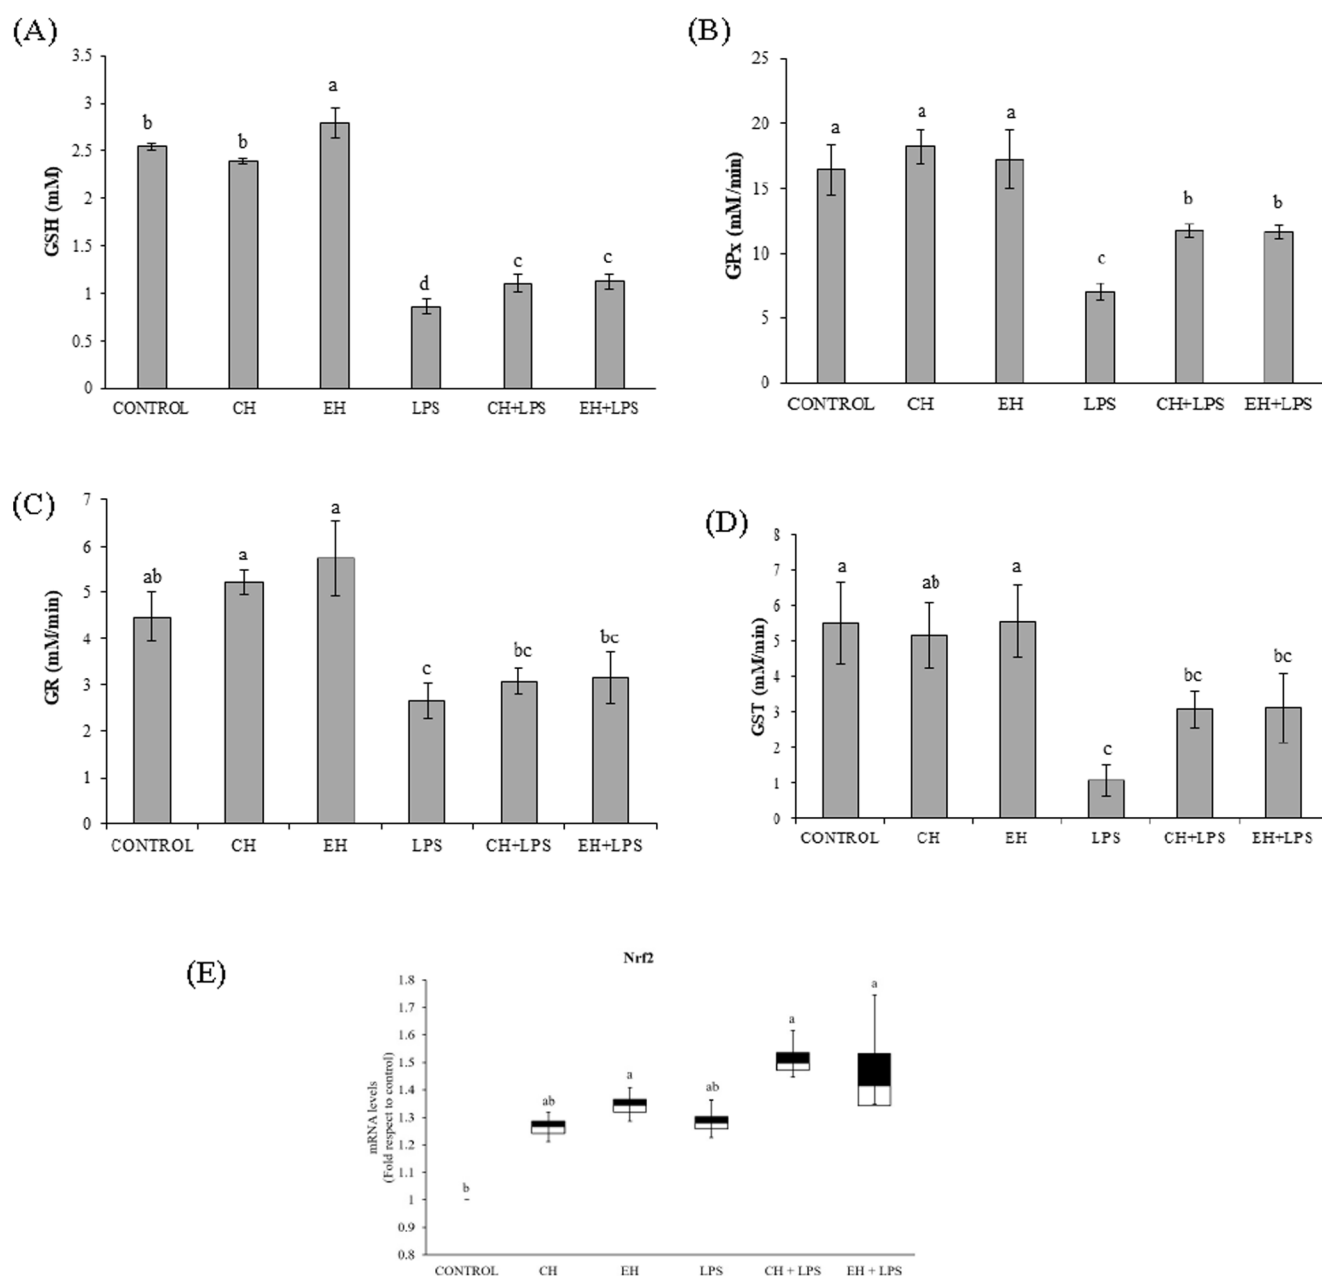 (A)
3.5
3
2.5
2
1.5
1
0.5
0
GSH (mM)
b
b
a
d
c
c
CONTROL CH EH LPS CH+LPS EH+LPS
(B)
25
20
15
10
5
0
GPx (mM/min)
a
a
a
c
b
b
CONTROL CH EH LPS CH+LPS EH+LPS
(C)
7
6
5
4
3
2
1
0
GR (mM/min)
ab
a
a
c
bc
bc
CONTROL CH EH LPS CH+LPS EH+LPS
(D)
8
7
6
5
4
3
2
1
0
GST (mM/min)
a
ab
a
c
bc
bc
CONTROL CH EH LPS CH+LPS EH+LPS
(E)
Nrf2
1.8
1.7
1.6
1.5
1.4
1.3
1.2
1.1
1
0.9
0.8
mRNA levels
(Fold respect to control)
b
ab
a
ab
a
a
CONTROL CH EH LPS CH + LPS EH + LPS